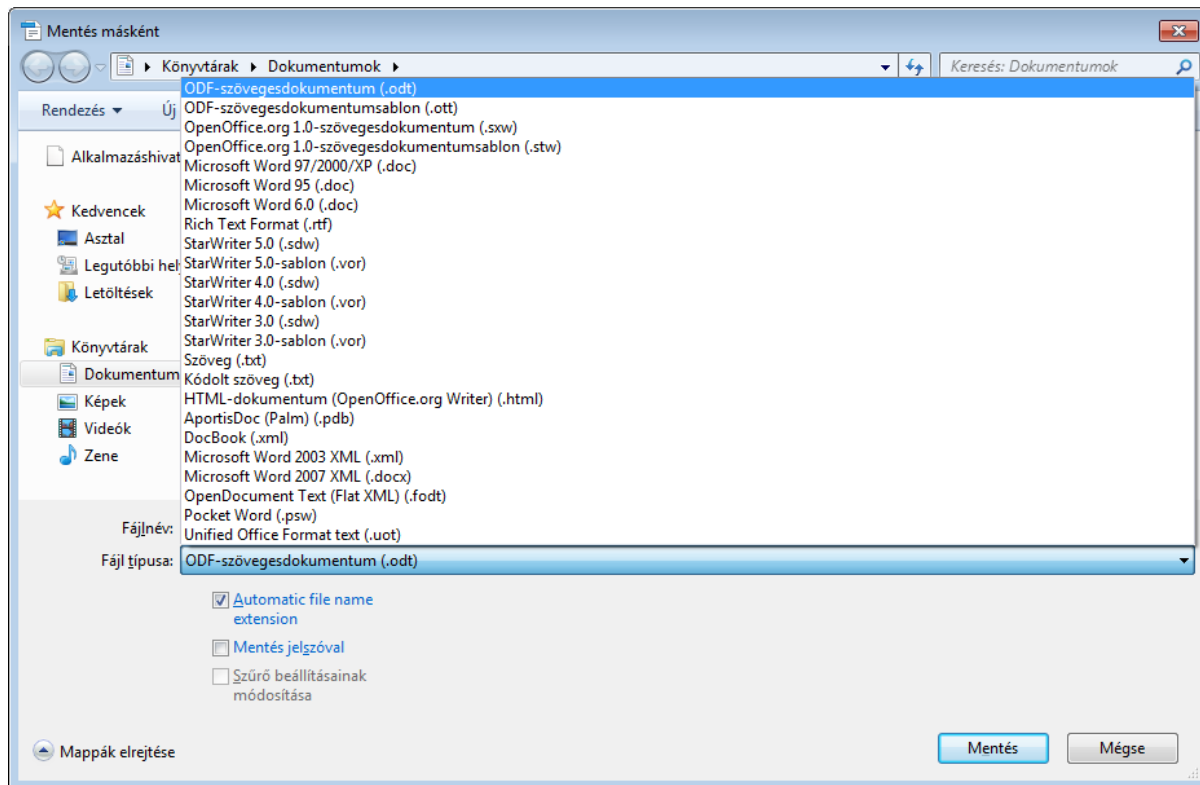 Mentés másként
Könyvtárak Dokumentumok
Keresés: Dokumentumok
Rendezés Új
ODF-szövegesdokumentum (.odt)
ODF-szövegesdokumentumsablon (.ott)
OpenOffice.org 1.0-szövegesdokumentum (.sxw)
OpenOffice.org 1.0-szövegesdokumentumsablon (.stw)
Microsoft Word 97/2000/XP (.doc)
Microsoft Word 95 (.doc)
Microsoft Word 6.0 (.doc)
Rich Text Format (.rtf)
StarWriter 5.0 (.sdw)
StarWriter 5.0-sablon (.vor)
StarWriter 4.0 (.sdw)
StarWriter 4.0-sablon (.vor)
StarWriter 3.0 (.sdw)
StarWriter 3.0-sablon (.vor)
Szöveg (.txt)
Kódolt szöveg (.txt)
HTML-dokumentum (OpenOffice.org Writer) (.html)
AportisDoc (Palm) (.pdb)
DocBook (.xml)
Microsoft Word 2003 XML (.xml)
Microsoft Word 2007 XML (.docx)
OpenDocument Text (Flat XML) (.fodt)
Pocket Word (.psw)
Unified Office Format text (.uot)
Alkalmazáshivat
Kedvencek
Asztal
Legutóbbi hel
Letöltések
Könyvtárak
Dokumentum
Képek
Videók
Zene
Fájlnév:
Fájl típusa: ODF-szövegesdokumentum (.odt)
Automatic file name
extension
Mentés jelszóval
Szűrő beállításainak
módosítása
Mappák elrejtése
Mentés
Mégse